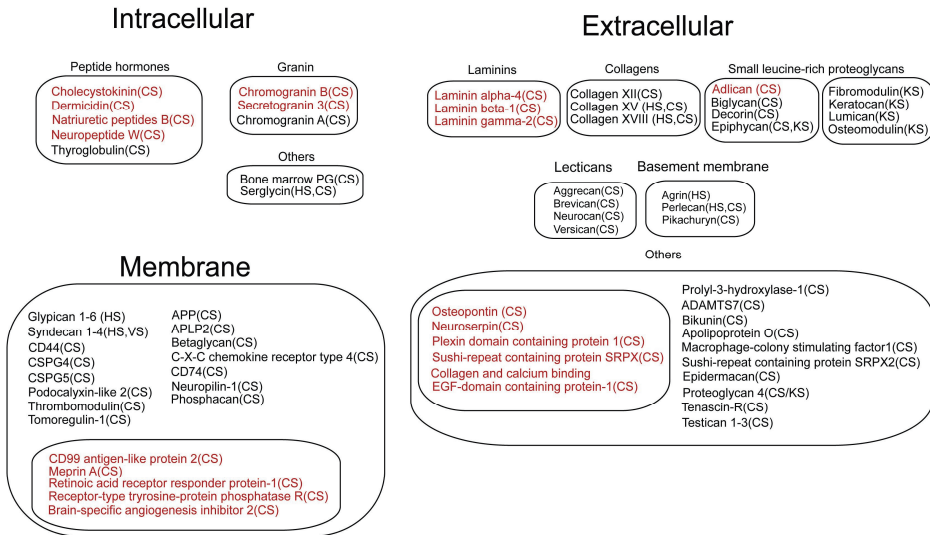 Intracellular
Peptide hormones
Cholecystokinin(CS)
Dermicidin(CS)
Natriuretic peptides B(CS)
Neuropeptide W(CS)
Thyroglobulin(CS)
Granin
Chromogranin B(CS)
Secretogranin 3(CS)
Chromogranin A(CS)
Others
Bone marrow PG(CS)
Serglycin(HS,CS)
Extracellular
Laminins
Laminin alpha-4(CS)
Laminin beta-1(CS)
Laminin gamma-2(CS)
Collagens
Collagen XII(CS)
Collagen XV (HS,CS)
Collagen XVIII (HS,CS)
Small leucine-rich proteoglycans
Adlican (CS)
Biglycan(CS)
Decorin(CS)
Epiphycan(CS,KS)
Fibromodulin(KS)
Keratocan(KS)
Lumican(KS)
Osteomodulin(KS)
Lecticans
Aggrecan(CS)
Brevican(CS)
Neurocan(CS)
Versican(CS)
Basement membrane
Agrin(HS)
Perlecan(HS,CS)
Pikachuryn(CS)
Others
Osteopontin (CS)
Neuroserpin(CS)
Plexin domain containing protein 1(CS)
Sushi-repeat containing protein SRPX(CS)
Collagen and calcium binding
EGF-domain containing protein-1(CS)
Prolyl-3-hydroxylase-1(CS)
ADAMTS7(CS)
Bikunin(CS)
Apolipoprotein O(CS)
Macrophage-colony stimulating factor1(CS)
Sushi-repeat containing protein SRPX2(CS)
Epidermacan(CS)
Proteoglycan 4(CS/KS)
Tenascin-R(CS)
Testican 1-3(CS)
Membrane
Glypican 1-6 (HS)
Syndecan 1-4(HS,VS)
CD44(CS)
CSPG4(CS)
CSPG5(CS)
Podocalyxin-like 2(CS)
Thrombomodulin(CS)
Tomoregulin-1(CS)
APP(CS)
APLP2(CS)
Betaglycan(CS)
C-X-C chemokine receptor type 4(CS)
CD74(CS)
Neuropilin-1(CS)
Phosphacan(CS)
CD99 antigen-like protein 2(CS)
Meprin A(CS)
Retinoic acid receptor responder protein-1(CS)
Receptor-type tryrosine-protein phosphatase R(CS)
Brain-specific angiogenesis inhibitor 2(CS)